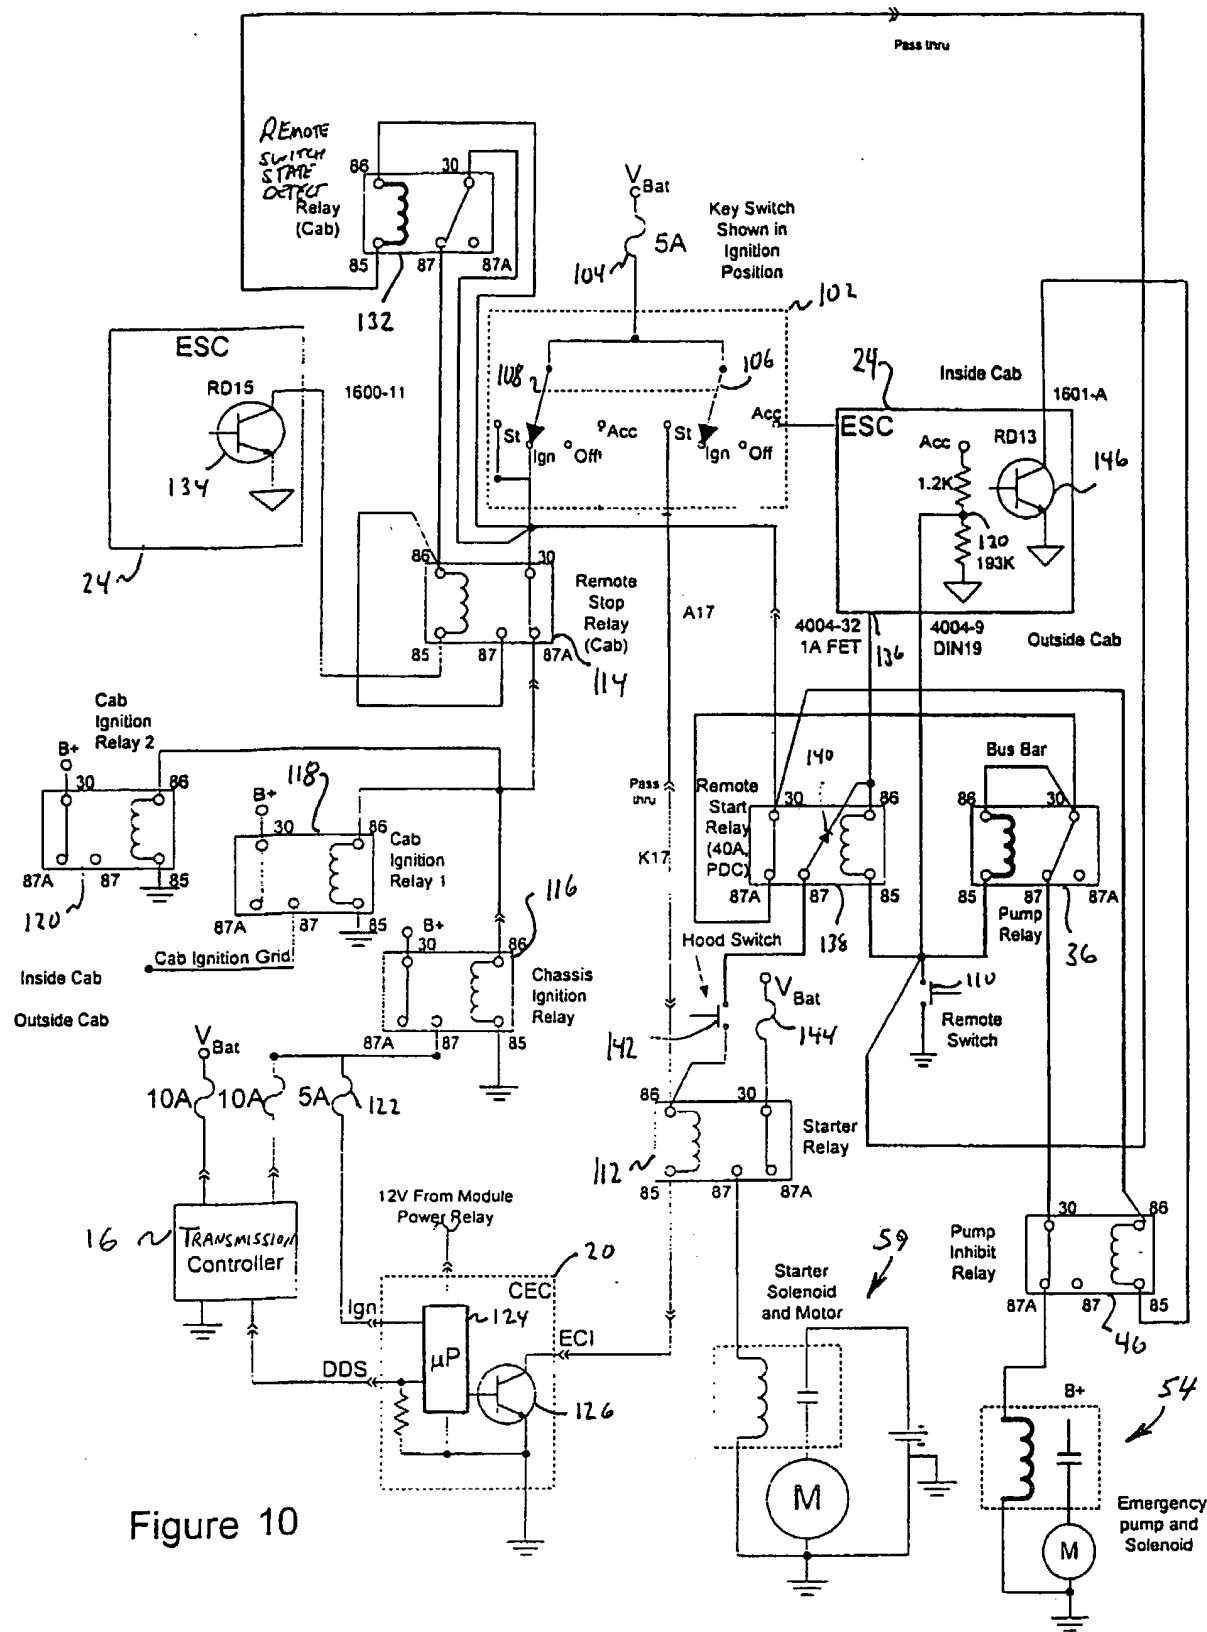 Pass thru
REMOTE
SWITCH
STATE
DETECT
Relay
(Cab)
86
30
85
87
87A
132
V Bat
5A
104
Key Switch
Shown in
Ignition
Position
102
108
106
St
Ign
Off
Acc
St
Ign
Off
Acc
ESC
RD15
134
24
1600-11
24
Inside Cab
1601-A
ESC
Acc
RD13
1.2K
146
130
193K
4004-32
1A FET
136
4004-9
DIN19
Outside Cab
86
30
85
87
87A
Remote
Stop
Relay
(Cab)
114
A17
Cab
Ignition
Relay 2
B+
30
86
87A
87
85
120
118
B+
30
86
87A
87
85
Cab
Ignition
Relay 1
Cab Ignition Grid
Inside Cab
Outside Cab
116
B+
30
86
87A
87
85
Chassis
Ignition
Relay
Pass
thru
K17
Remote
Start
Relay
(40A,
PDC)
140
30
86
87A
87
85
138
Bus Bar
86
30
85
87
87A
Pump
Relay
36
Hood Switch
142
V Bat
144
110
Remote
Switch
86
30
85
87
87A
112
Starter
Relay
V Bat
10A
10A
5A
122
16
TRANSMISSION
Controller
12V From Module
Power Relay
20
CEC
Ign
124
µP
DDS
ECI
126
59
Starter
Solenoid
and Motor
M
Pump
Inhibit
Relay
30
86
87A
87
85
46
B+
54
M
Emergency
pump and
Solenoid
Figure 10